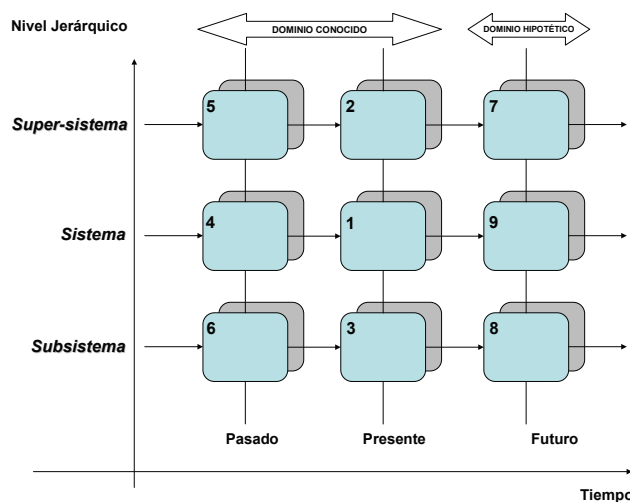 Nivel Jerárquico
DOMINIO CONOCIDO
DOMINIO HIPOTÉTICO
Super-sistema
5
2
7
Sistema
4
1
9
Subsistema
6
3
8
Pasado
Presente
Futuro
Tiempo